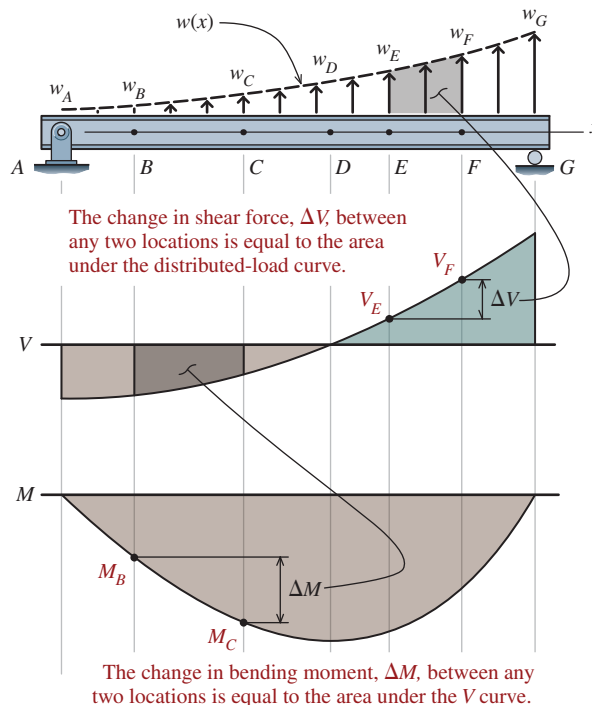 w(x)
w_G
w_F
w_E
w_D
w_C
w_B
w_A
x
A B C D E F G
The change in shear force, ΔV, between
any two locations is equal to the area
under the distributed-load curve.
V_F
V_E
ΔV
V
M
M_B
ΔM
M_C
The change in bending moment, ΔM, between any
two locations is equal to the area under the V curve.